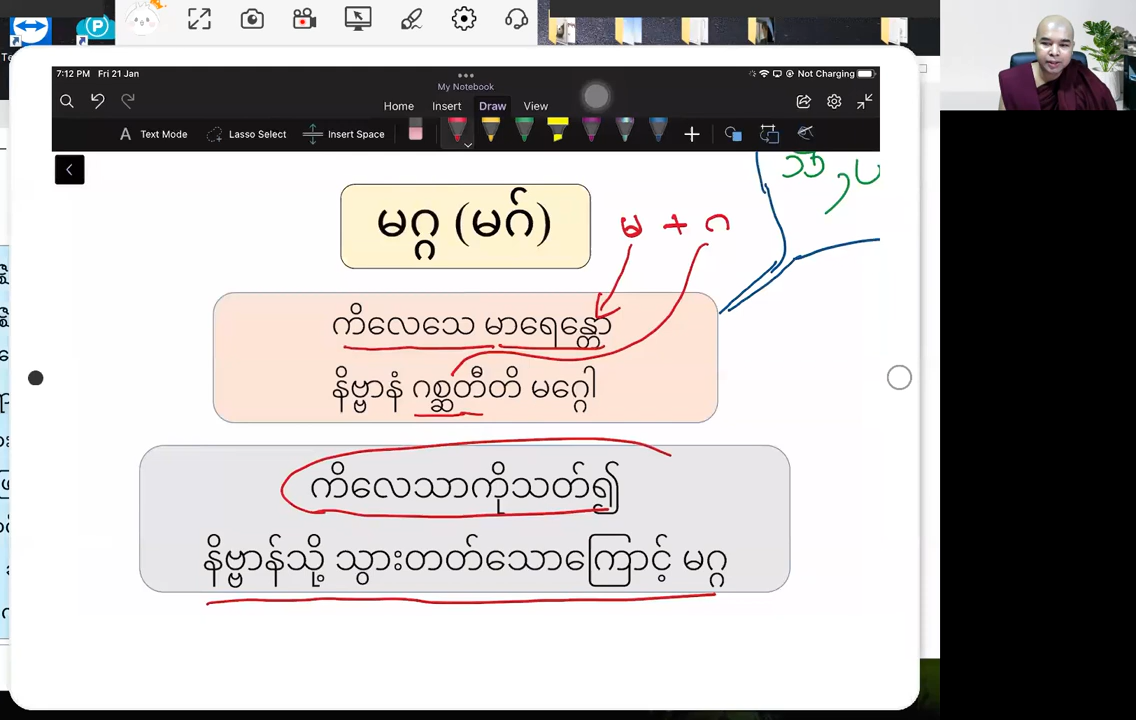 7:12 PM Fri 21 Jan
Not Charging
My Notebook
Home Insert Draw View
A Text Mode Lasso Select Insert Space
မဂ္ဂ (မဂ်)
မ + ဂ
ကိလေသေ မာရေန္တော
နိဗ္ဗာနံ ဂစ္ဆတီတိ မဂ္ဂေါ
ကိလေသာကိုသတ်၍
နိဗ္ဗာန်သို့ သွားတတ်သောကြောင့် မဂ္ဂ